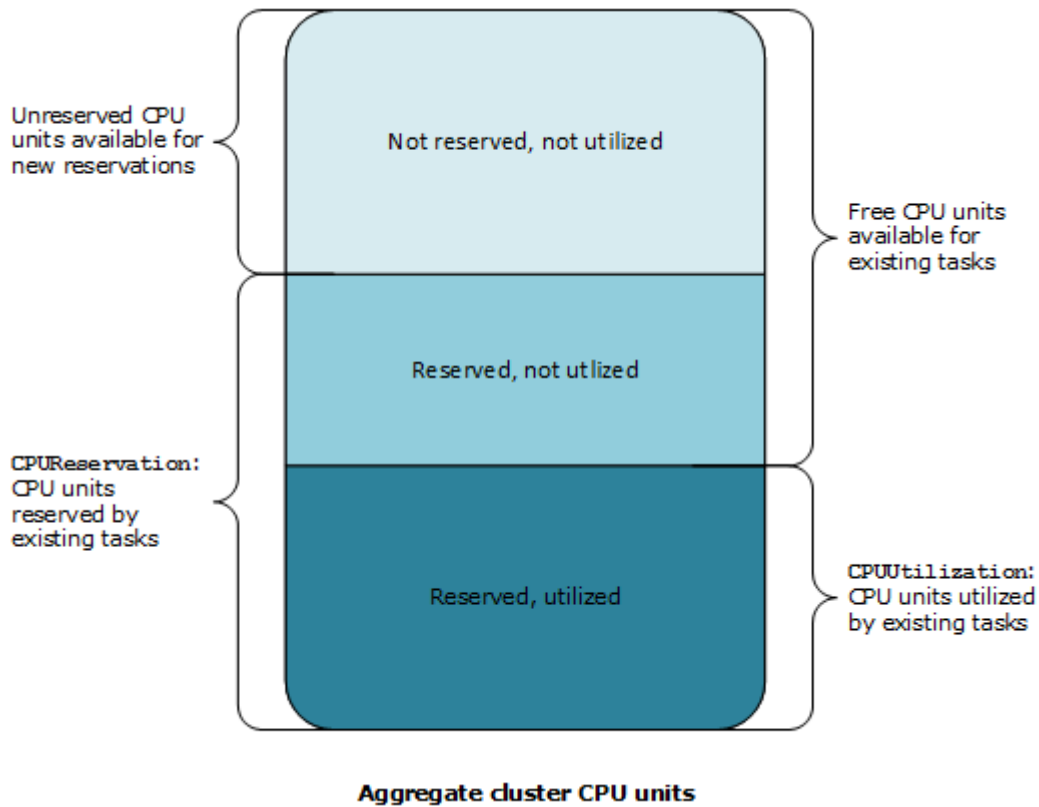 Unreserved CPU
units available for
new reservations
Not reserved, not utilized
Free CPU units
available for
existing tasks
Reserved, not utlized
CPUReservation:
CPU units
reserved by
existing tasks
Reserved, utilized
CPUUtilization:
CPU units utilized
by existing tasks
Aggregate cluster CPU units